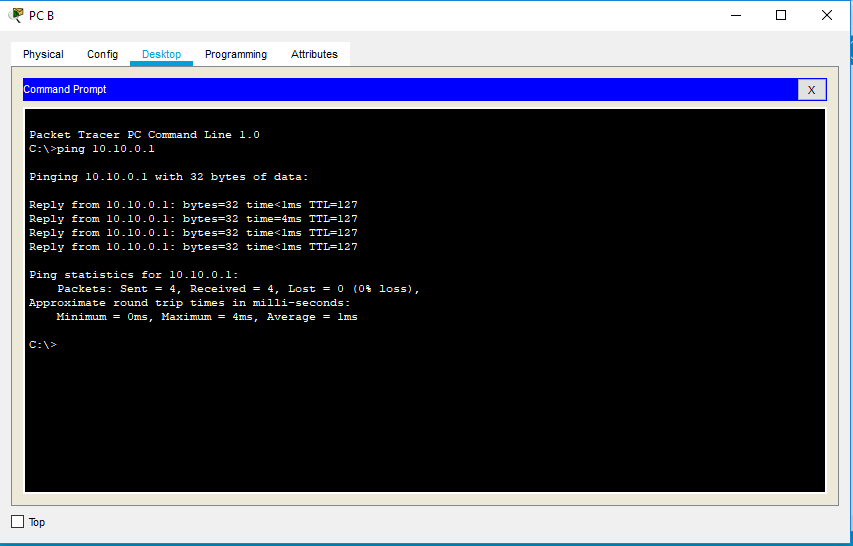 PC B
Physical Config Desktop Programming Attributes
Command Prompt X
Packet Tracer PC Command Line 1.0
C:\>ping 10.10.0.1
Pinging 10.10.0.1 with 32 bytes of data:
Reply from 10.10.0.1: bytes=32 time<1ms TTL=127
Reply from 10.10.0.1: bytes=32 time=4ms TTL=127
Reply from 10.10.0.1: bytes=32 time<1ms TTL=127
Reply from 10.10.0.1: bytes=32 time<1ms TTL=127
Ping statistics for 10.10.0.1:
Packets: Sent = 4, Received = 4, Lost = 0 (0% loss),
Approximate round trip times in milli-seconds:
Minimum = 0ms, Maximum = 4ms, Average = 1ms
C:\>
Top